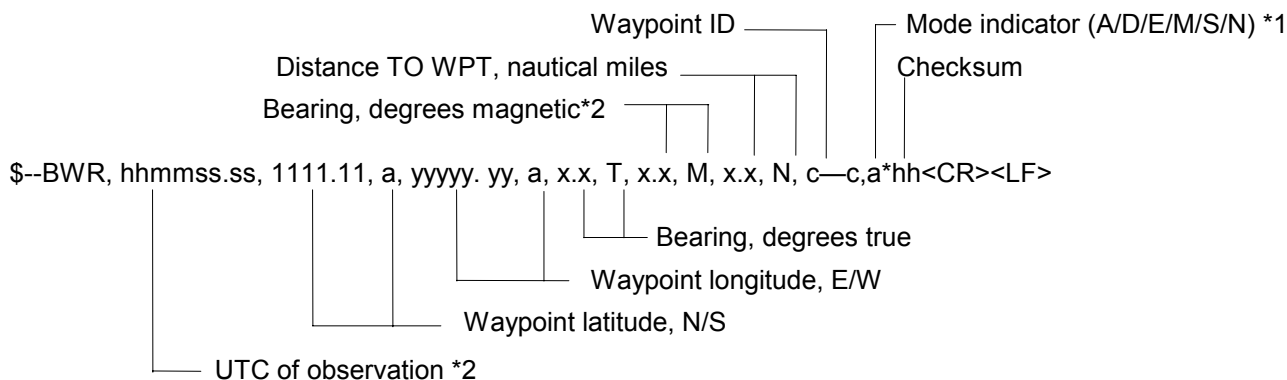 Waypoint ID
Mode indicator (A/D/E/M/S/N) *1
Distance TO WPT, nautical miles
Checksum
Bearing, degrees magnetic*2
$--BWR, hhmmss.ss, 1111.11, a, yyyyy. yy, a, x.x, T, x.x, M, x.x, N, c—c,a*hh<CR><LF>
Bearing, degrees true
Waypoint longitude, E/W
Waypoint latitude, N/S
UTC of observation *2